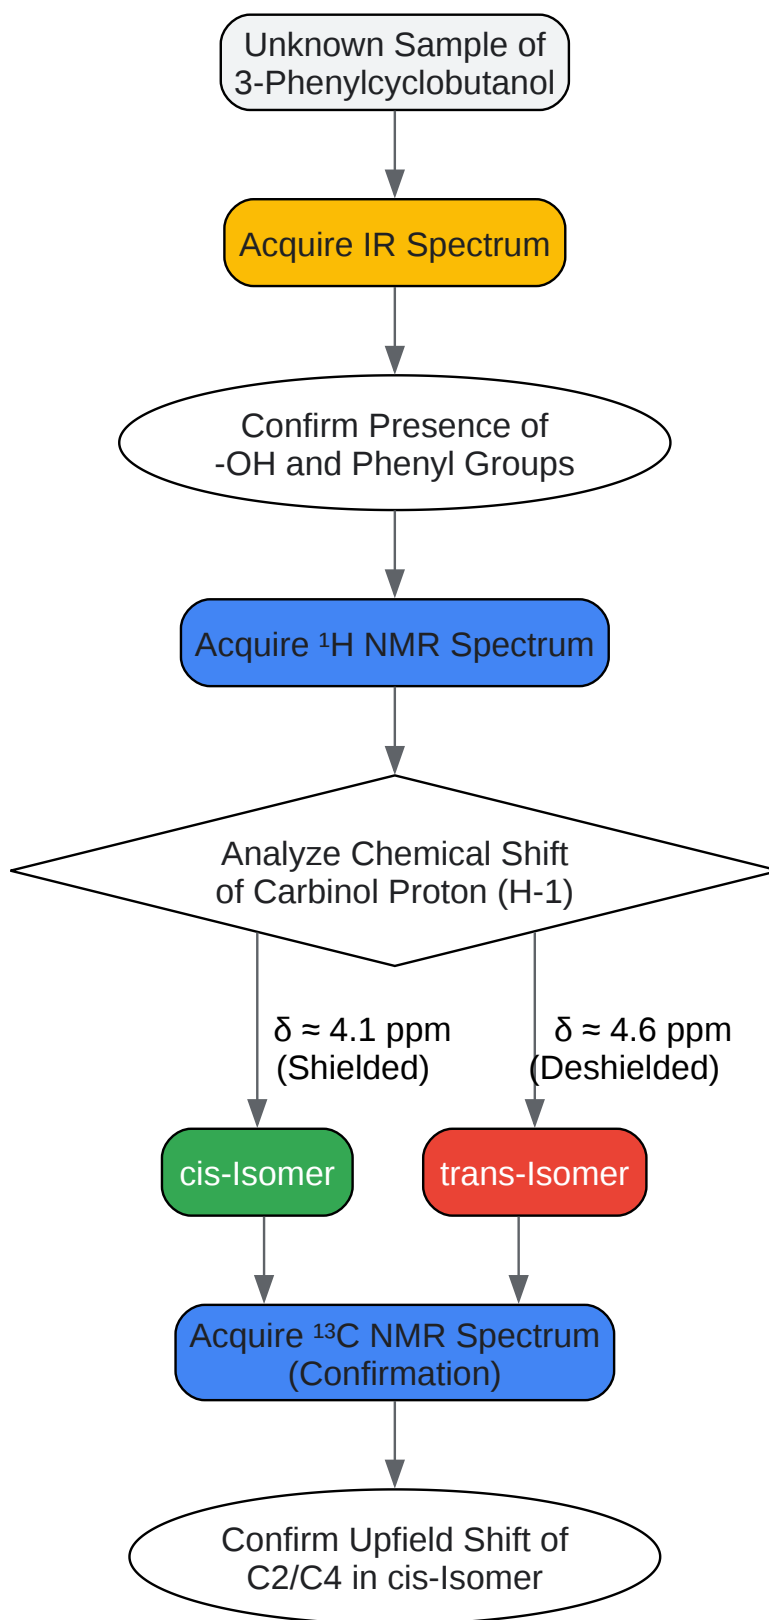 Unknown Sample of
3-Phenylcyclobutanol
Acquire IR Spectrum
Confirm Presence of
-OH and Phenyl Groups
Acquire ¹H NMR Spectrum
Analyze Chemical Shift
of Carbinol Proton (H-1)
δ ≈ 4.1 ppm
(Shielded)
δ ≈ 4.6 ppm
(Deshielded)
cis-Isomer
trans-Isomer
Acquire ¹³C NMR Spectrum
(Confirmation)
Confirm Upfield Shift of
C2/C4 in cis-Isomer